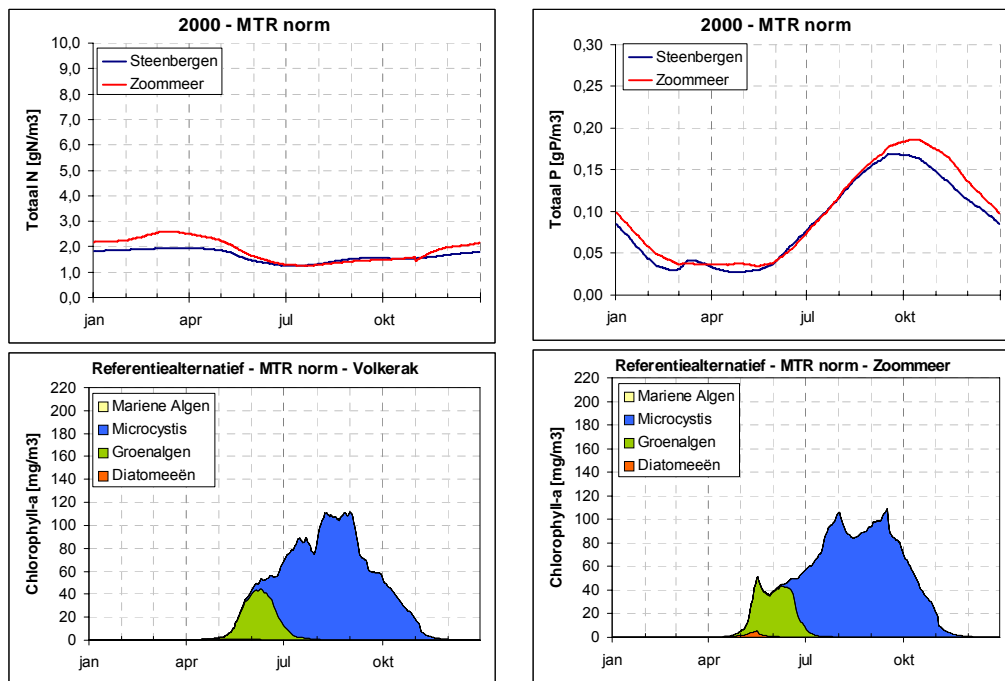 2000 - MTR norm
Totaal N [gN/m3]
10,0
9,0
8,0
7,0
6,0
5,0
4,0
3,0
2,0
1,0
0,0
Steenbergen
Zoommeer
jan apr jul okt
2000 - MTR norm
Totaal P [gP/m3]
0,30
0,25
0,20
0,15
0,10
0,05
0,00
Steenbergen
Zoommeer
jan apr jul okt
Referentiealternatief - MTR norm - Volkerak
Chlorophyll-a [mg/m3]
220
200
180
160
140
120
100
80
60
40
20
0
Mariene Algen
Microcystis
Groenalgen
Diatomeeën
jan apr jul okt
Referentiealternatief - MTR norm - Zoommeer
Chlorophyll-a [mg/m3]
220
200
180
160
140
120
100
80
60
40
20
0
Mariene Algen
Microcystis
Groenalgen
Diatomeeën
jan apr jul okt